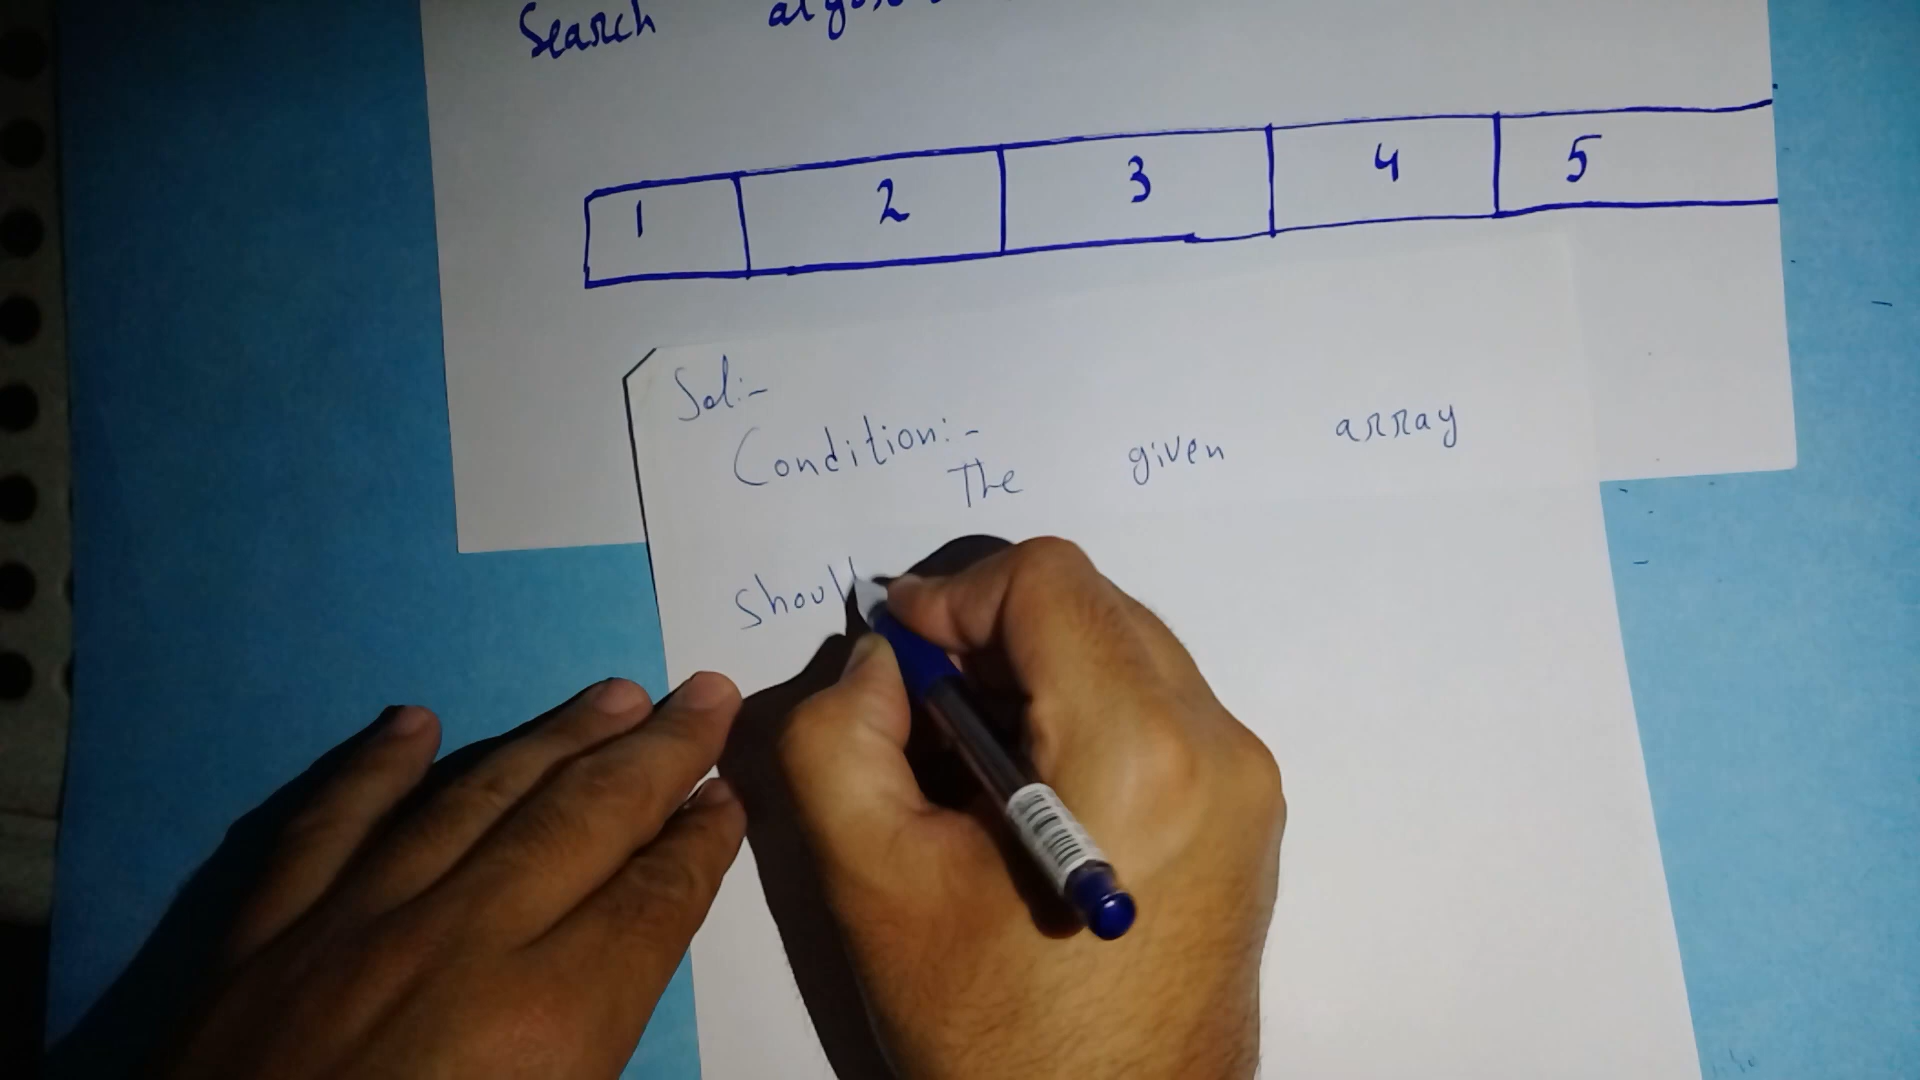 Search
1 2 3 4 5
Sol:-
Condition:-
The given array
Shoul